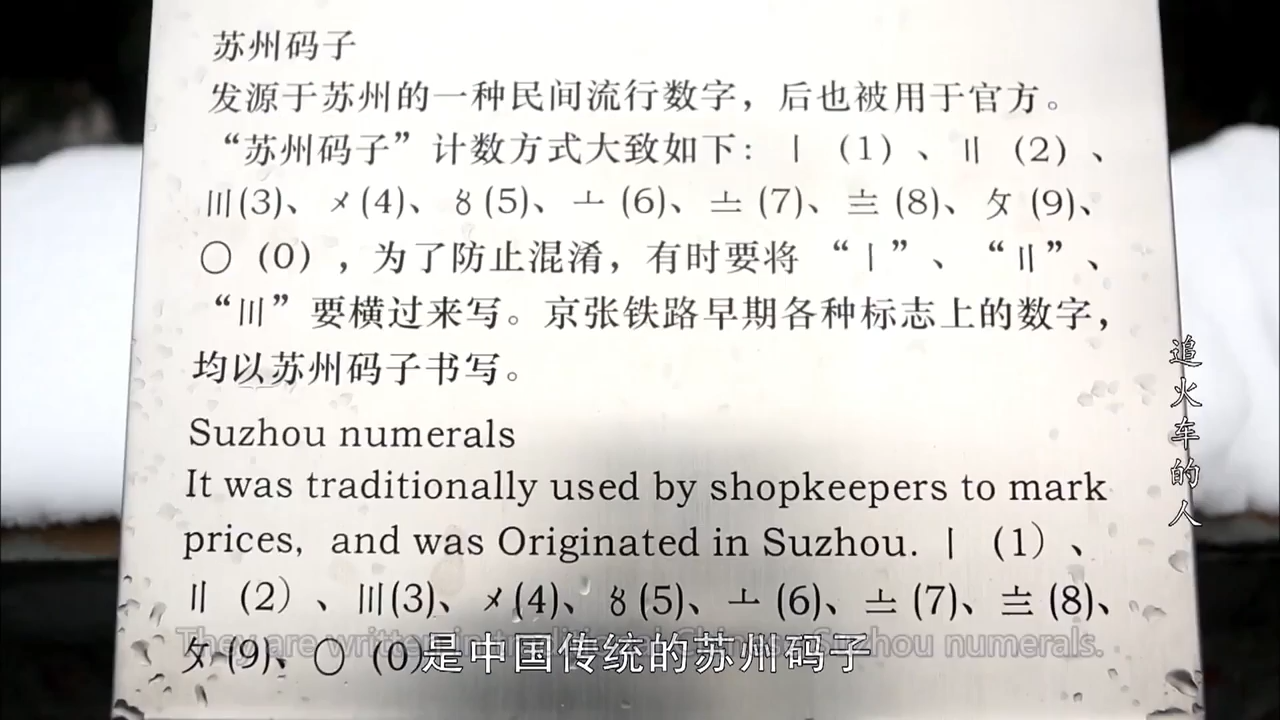 苏州码子
发源于苏州的一种民间流行数字，后也被用于官方。
“苏州码子”计数方式大致如下：〡（1）、〢（2）、
〣(3)、〤(4)、〥(5)、〦(6)、〧(7)、〨(8)、〩(9)、
〇（0），为了防止混淆，有时要将“〡”、“〢”、
“〣”要横过来写。京张铁路早期各种标志上的数字，
均以苏州码子书写。
Suzhou numerals
It was traditionally used by shopkeepers to mark
prices, and was Originated in Suzhou. 〡（1）、
〢（2）、〣(3)、〤(4)、〥(5)、〦(6)、〧(7)、〨(8)、
〩(9)、〇（0)
They are written in traditional Chinese Suzhou numerals.
是中国传统的苏州码子
追火车的人